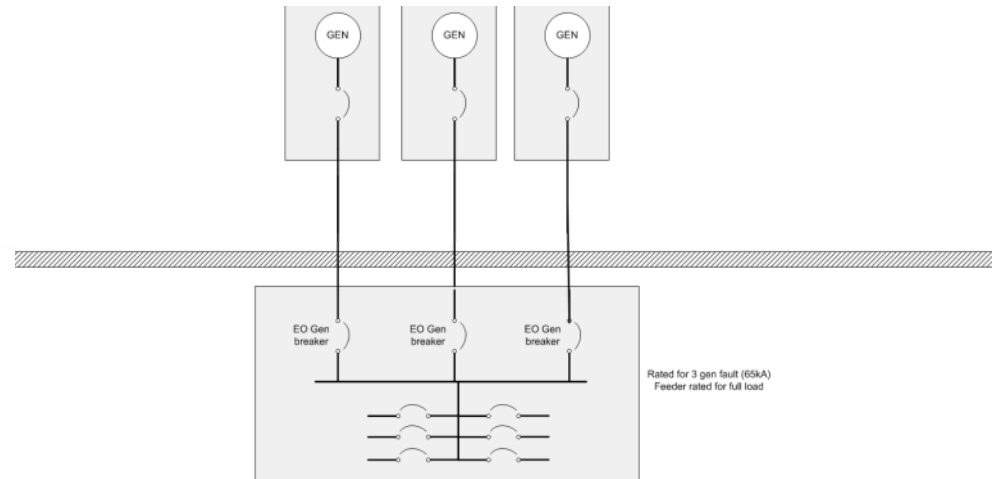 GEN
GEN
GEN
EO Gen
breaker
EO Gen
breaker
EO Gen
breaker
Rated for 3 gen fault (65kA)
Feeder rated for full load